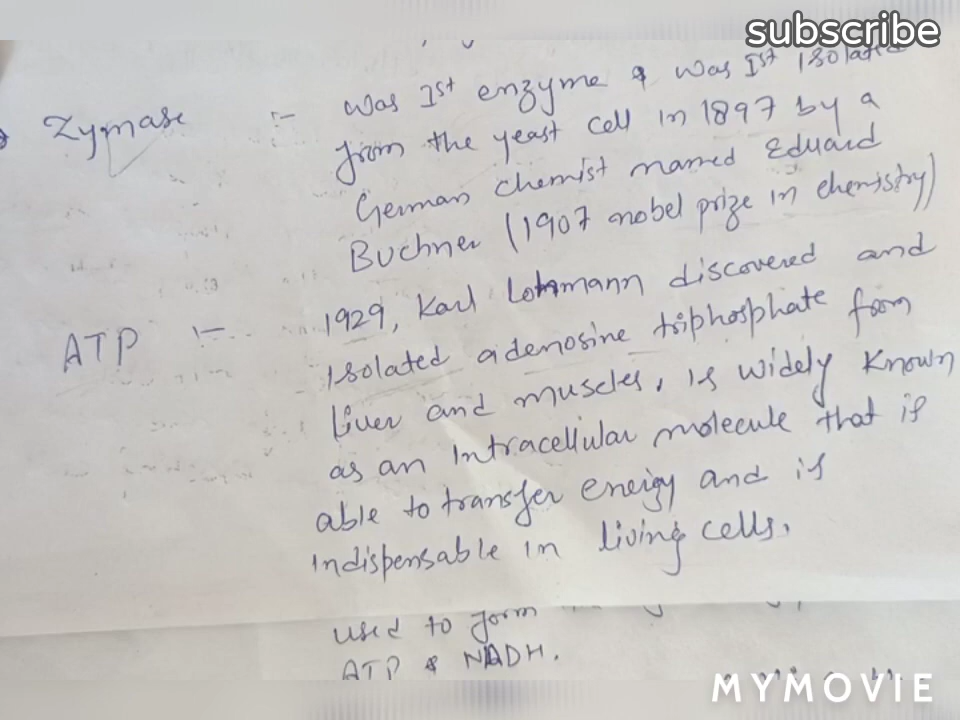 subscribe
Zymase :- Was Ist enzyme & was Ist isolated
from the yeast cell in 1897 by a
German chemist named Eduard
Buchner (1907 nobel prize in chemistry)
ATP :- 1929, Karl Lohmann discovered and
isolated adenosine triphosphate from
liver and muscles, is widely known
as an intracellular molecule that is
able to transfer energy and is
indispensable in living cells.
used to form
ATP & NADH.
MYMOVIE